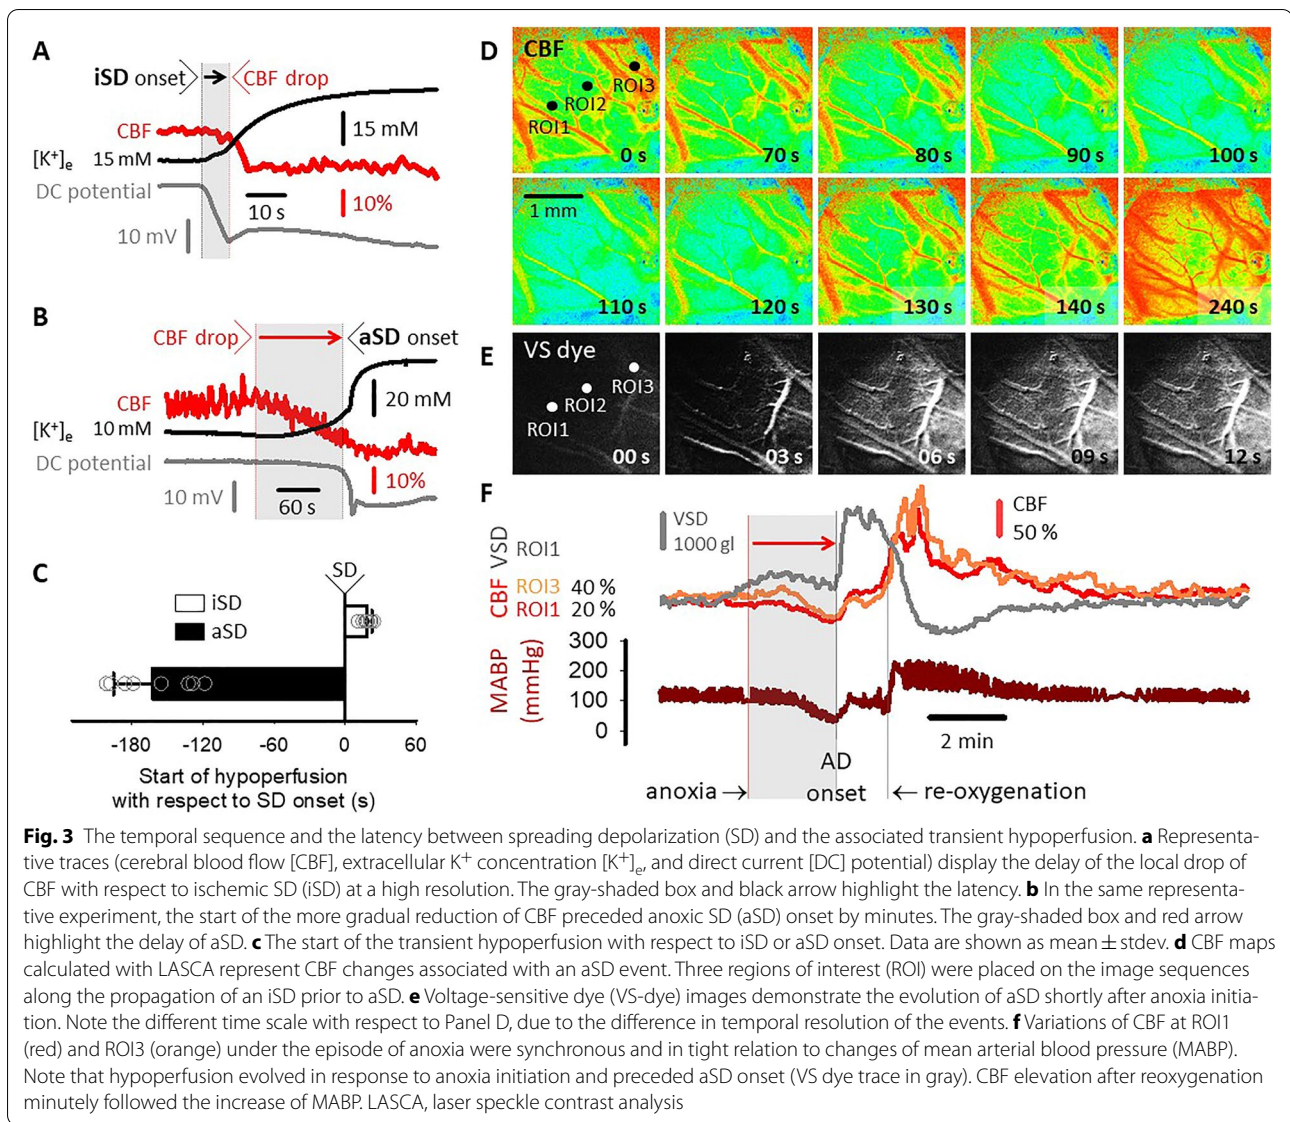 A
iSD onset
CBF drop
CBF
15 mM
[K+]e 15 mM
DC potential
10 s
10%
10 mV
B
CBF drop
aSD onset
CBF
20 mM
[K+]e 10 mM
DC potential
10%
10 mV
60 s
C
SD
iSD
aSD
-180 -120 -60 0 60
Start of hypoperfusion
with respect to SD onset (s)
D
CBF
ROI3
ROI2
ROI1
0 s
70 s
80 s
90 s
100 s
1 mm
110 s
120 s
130 s
140 s
240 s
E
VS dye
ROI3
ROI2
ROI1
00 s
03 s
06 s
09 s
12 s
F
VSD
1000 gl
CBF
50 %
VSD
ROI1
CBF
ROI3 40 %
ROI1 20 %
MABP
(mmHg)
300
200
100
0
2 min
AD
onset
anoxia →
← re-oxygenation
Fig. 3 The temporal sequence and the latency between spreading depolarization (SD) and the associated transient hypoperfusion. a Representa-
tive traces (cerebral blood flow [CBF], extracellular K+ concentration [K+]e, and direct current [DC] potential) display the delay of the local drop of
CBF with respect to ischemic SD (iSD) at a high resolution. The gray-shaded box and black arrow highlight the latency. b In the same representa-
tive experiment, the start of the more gradual reduction of CBF preceded anoxic SD (aSD) onset by minutes. The gray-shaded box and red arrow
highlight the delay of aSD. c The start of the transient hypoperfusion with respect to iSD or aSD onset. Data are shown as mean ± stdev. d CBF maps
calculated with LASCA represent CBF changes associated with an aSD event. Three regions of interest (ROI) were placed on the image sequences
along the propagation of an iSD prior to aSD. e Voltage-sensitive dye (VS-dye) images demonstrate the evolution of aSD shortly after anoxia initia-
tion. Note the different time scale with respect to Panel D, due to the difference in temporal resolution of the events. f Variations of CBF at ROI1
(red) and ROI3 (orange) under the episode of anoxia were synchronous and in tight relation to changes of mean arterial blood pressure (MABP).
Note that hypoperfusion evolved in response to anoxia initiation and preceded aSD onset (VS dye trace in gray). CBF elevation after reoxygenation
minutely followed the increase of MABP. LASCA, laser speckle contrast analysis